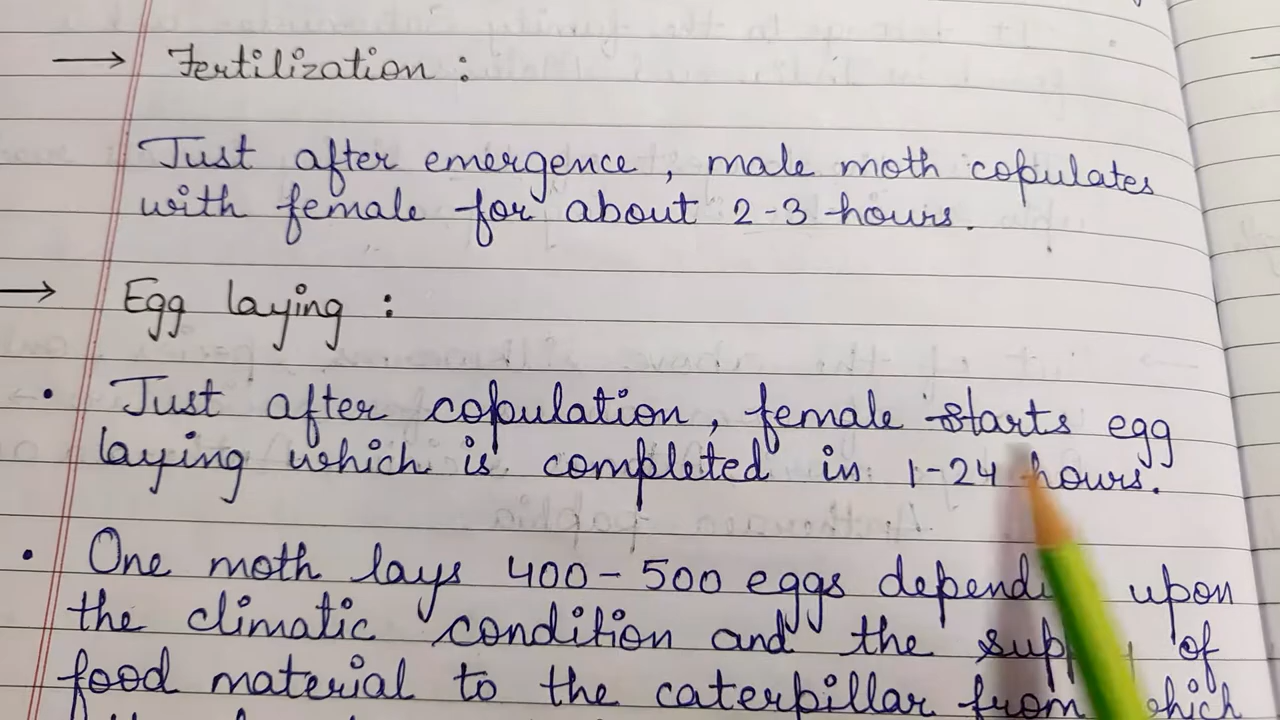 → Fertilization :
Just after emergence, male moth copulates
with female for about 2-3 hours.
→ Egg laying :
• Just after copulation, female starts egg
laying which is completed in 1-24 hours.
• One moth lays 400-500 eggs upon
the climatic condition and the of
food material to the caterpillar from which